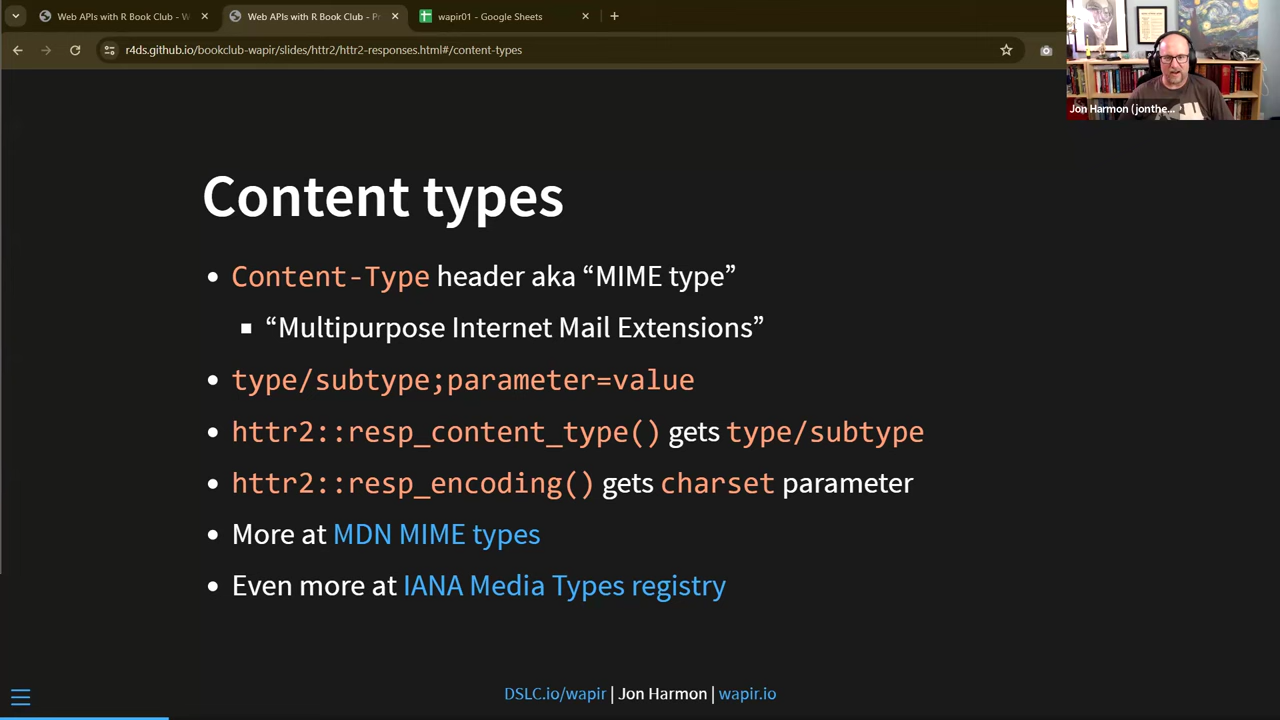 Web APIs with R Book Club - W
Web APIs with R Book Club - Pr
wapir01 - Google Sheets
r4ds.github.io/bookclub-wapir/slides/httr2/httr2-responses.html#/content-types
Jon Harmon (jonthe...
Content types
Content-Type header aka “MIME type”
“Multipurpose Internet Mail Extensions”
type/subtype;parameter=value
httr2::resp_content_type() gets type/subtype
httr2::resp_encoding() gets charset parameter
More at MDN MIME types
Even more at IANA Media Types registry
DSLC.io/wapir | Jon Harmon | wapir.io